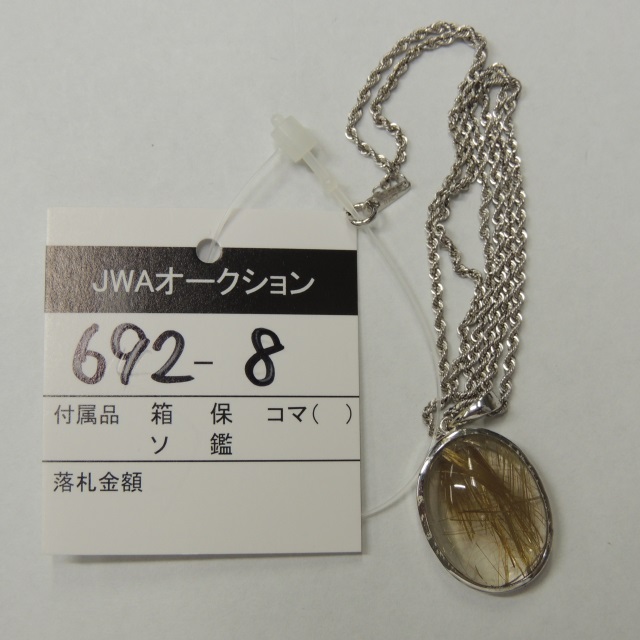 JWAオークション
692-8
付属品 箱 保 コマ( )
ソ 鑑
落札金額